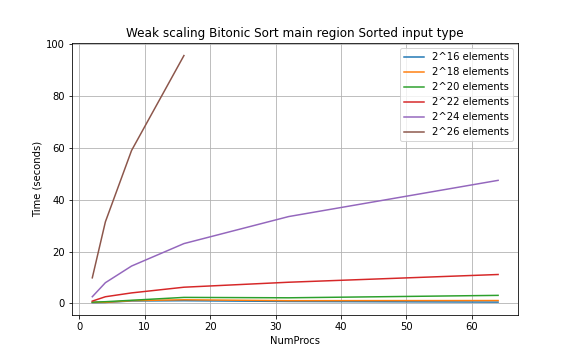 Weak scaling Bitonic Sort main region Sorted input type
Time (seconds)
100
80
60
40
20
0
0
10
20
30
40
50
60
NumProcs
2^16 elements
2^18 elements
2^20 elements
2^22 elements
2^24 elements
2^26 elements